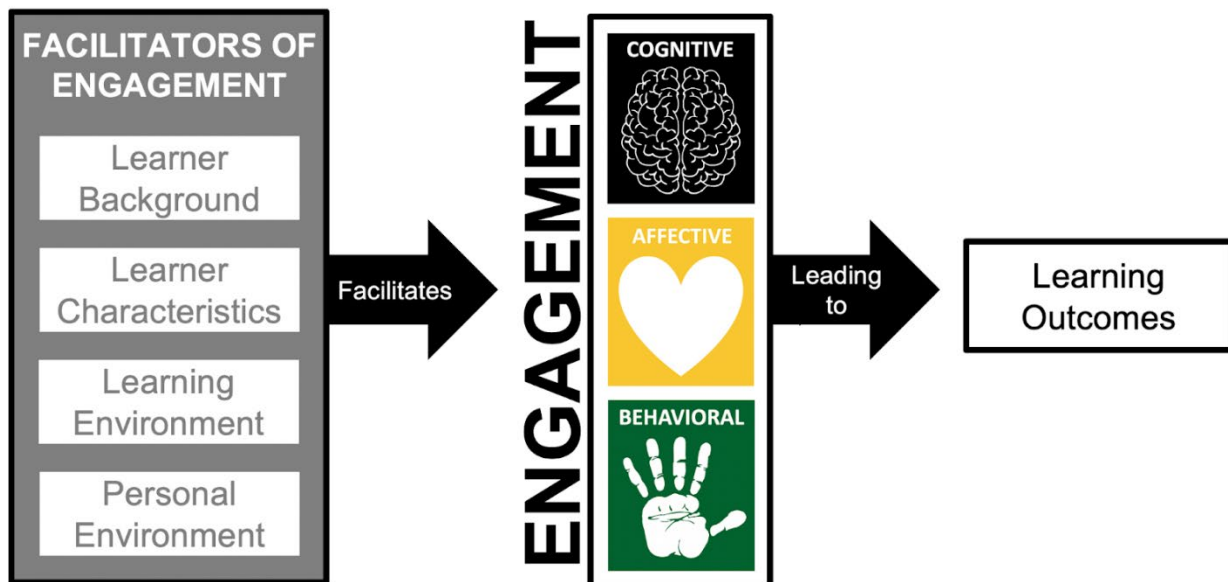 FACILITATORS OF
ENGAGEMENT
Learner
Background
Learner
Characteristics
Learning
Environment
Personal
Environment
Facilitates
ENGAGEMENT
COGNITIVE
AFFECTIVE
BEHAVIORAL
Leading
to
Learning
Outcomes